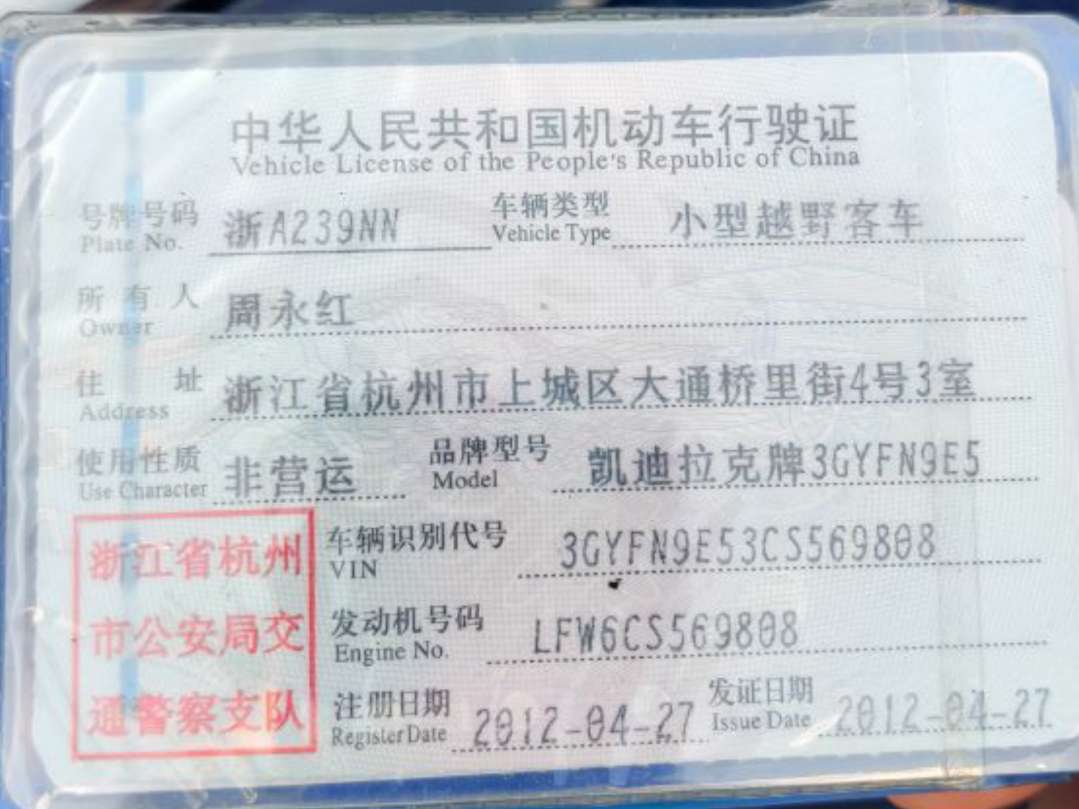 中华人民共和国机动车行驶证
Vehicle License of the People's Republic of China
号牌号码 浙A239NN 车辆类型 小型越野客车
Plate No. Vehicle Type
所有人 周永红
Owner
住址 浙江省杭州市上城区大通桥里街4号3室
Address
使用性质 非营运 品牌型号 凯迪拉克牌3GYFN9E5
Use Character Model
浙江省杭州 车辆识别代号 3GYFN9E53CS569808
VIN
市公安局交 发动机号码 LFW6CS569808
Engine No.
通警察支队 注册日期 2012-04-27 发证日期 2012-04-27
Register Date Issue Date